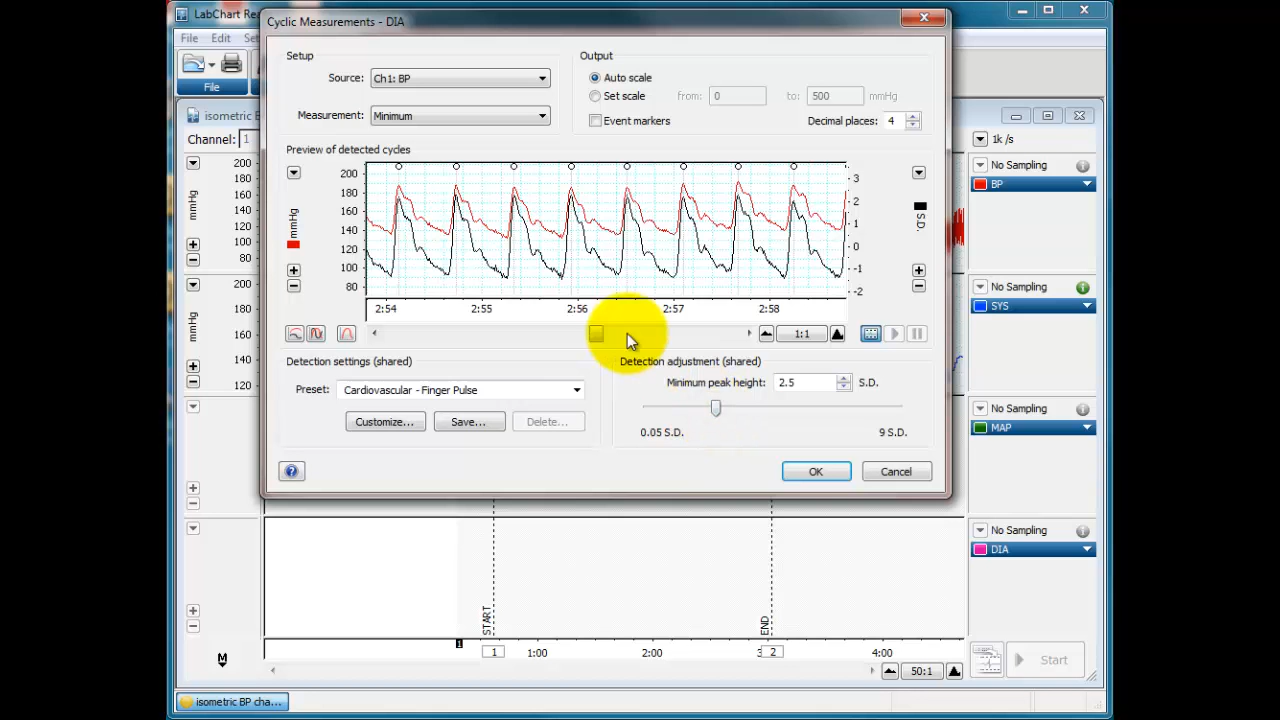 LabChart Rea
Cyclic Measurements - DIA
File Edit Se
File
isometric B
Channel: 1
1k /s
Setup
Source: Ch1: BP
Measurement: Minimum
Output
Auto scale
Set scale from: 0 to: 500 mmHg
Event markers Decimal places: 4
Preview of detected cycles
200
180
160
140
120
100
80
mmHg
3
2
1
0
-1
-2
S.D.
2:54 2:55 2:56 2:57 2:58
1:1
Detection settings (shared)
Preset: Cardiovascular - Finger Pulse
Customize... Save... Delete...
Detection adjustment (shared)
Minimum peak height: 2.5 S.D.
0.05 S.D. 9 S.D.
? OK Cancel
200
180
160
140
120
100
80
mmHg
No Sampling
BP
200
180
160
140
120
mmHg
No Sampling
SYS
No Sampling
MAP
No Sampling
DIA
START
END
M
1
1 1:00 2:00 3 2 4:00
50:1
Start
isometric BP cha...